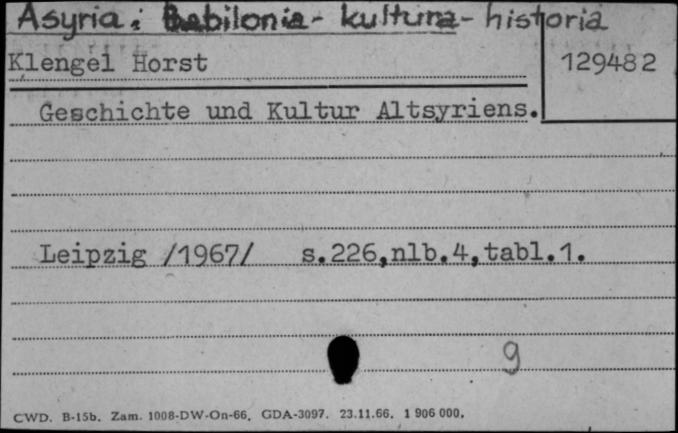 Asyria i Babilonia - kultura - historia
Klengel Horst
129482
Geschichte und Kultur Altsyriens.
Leipzig /1967/ s.226,nlb.4,tabl.1.
9
CWD. B-15b. Zam. 1008-DW-On-66. GDA-3097. 23.11.66. 1 906 000.